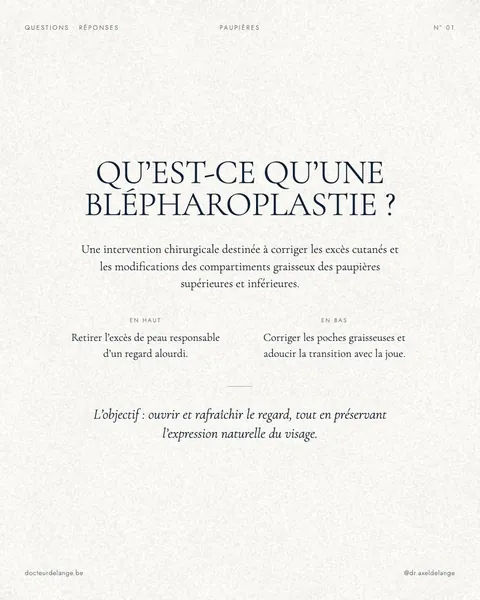 QUESTIONS · RÉPONSES
PAUPIÈRES
N° 01
QU’EST-CE QU’UNE
BLÉPHAROPLASTIE ?
Une intervention chirurgicale destinée à corriger les excès cutanés et
les modifications des compartiments graisseux des paupières
supérieures et inférieures.
EN HAUT
Retirer l’excès de peau responsable
d’un regard alourdi.
EN BAS
Corriger les poches graisseuses et
adoucir la transition avec la joue.
L’objectif : ouvrir et rafraîchir le regard, tout en préservant
l’expression naturelle du visage.
docteurdelange.be
@dr.axeldelange